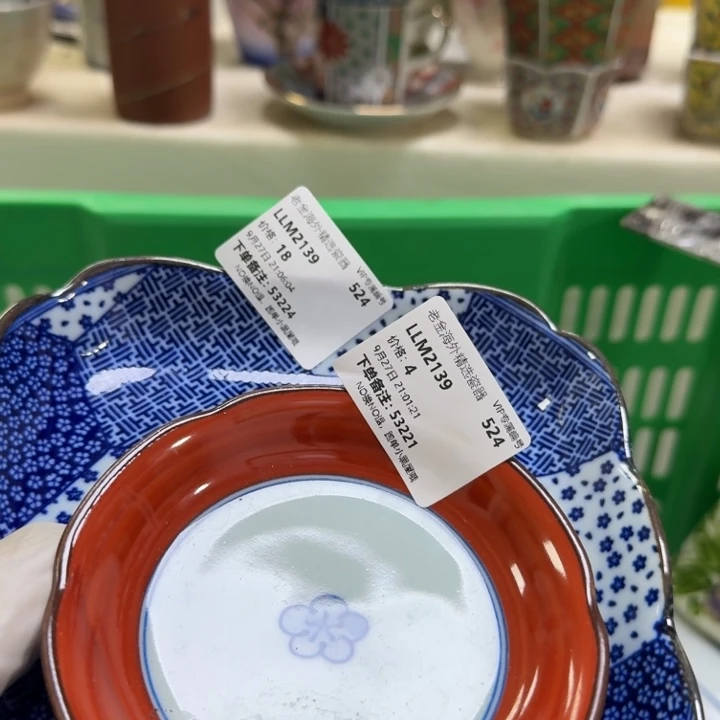 老金海外精选瓷器
LLM2139
价格: 18
VIP专属编号
9月27日 21:06:04
524
下单备注: 53224
老金海外精选瓷器
LLM2139
价格: 4
VIP专属编号
9月27日 21:01:21
524
下单备注: 53221